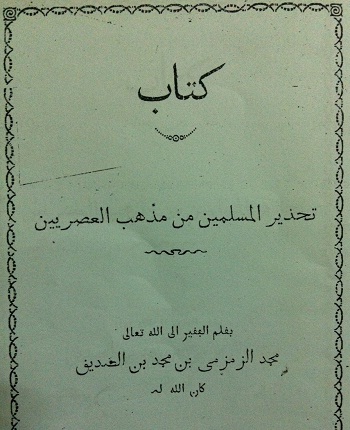 كتاب
تحذير المسلمين من مذهب العصريين
بقلم الفقير الى الله تعالى
محمد الزمزمى بن محمد بن الصديق
كان الله له